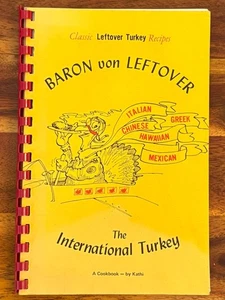 Classic Leftover Turkey Recipes
BARON von LEFTOVER
ITALIAN
GREEK
CHINESE
HAWAIIAN
MEXICAN
The
International Turkey
A Cookbook — by Kathi